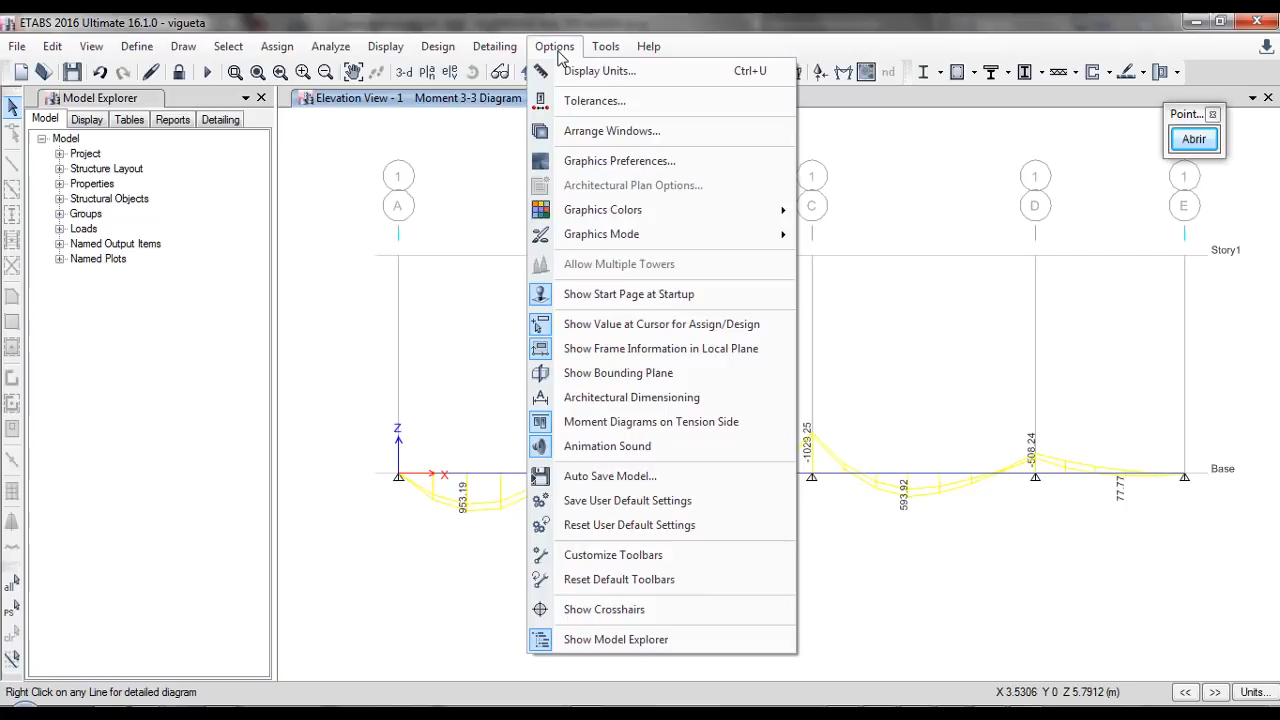 ETABS 2016 Ultimate 16.1.0 - vigueta
File Edit View Define Draw Select Assign Analyze Display Design Detailing Options Tools Help
3-d
Model Explorer
Elevation View - 1 Moment 3-3 Diagram
Model Display Tables Reports Detailing
Model
Project
Structure Layout
Properties
Structural Objects
Groups
Loads
Named Output Items
Named Plots
Display Units... Ctrl+U
Tolerances...
Arrange Windows...
Graphics Preferences...
Architectural Plan Options...
Graphics Colors
Graphics Mode
Allow Multiple Towers
Show Start Page at Startup
Show Value at Cursor for Assign/Design
Show Frame Information in Local Plane
Show Bounding Plane
Architectural Dimensioning
Moment Diagrams on Tension Side
Animation Sound
Auto Save Model...
Save User Default Settings
Reset User Default Settings
Customize Toolbars
Reset Default Toolbars
Show Crosshairs
Show Model Explorer
Point...
Abrir
1 1 1 1
A C D E
Story1
Z
X
Base
953.19
-1029.25
593.92
-508.24
77.77
all
PS
Right Click on any Line for detailed diagram
X 3.5306 Y 0 Z 5.7912 (m)
<< >> Units...